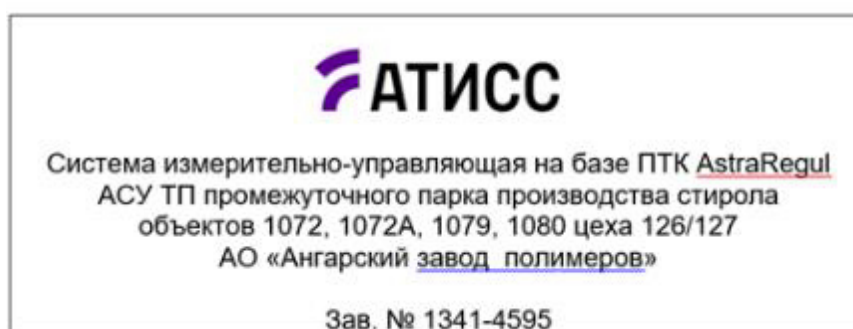 АТИСС
Система измерительно-управляющая на базе ПТК AstraRegul
АСУ ТП промежуточного парка производства стирола
объектов 1072, 1072А, 1079, 1080 цеха 126/127
АО «Ангарский завод полимеров»
Зав. № 1341-4595